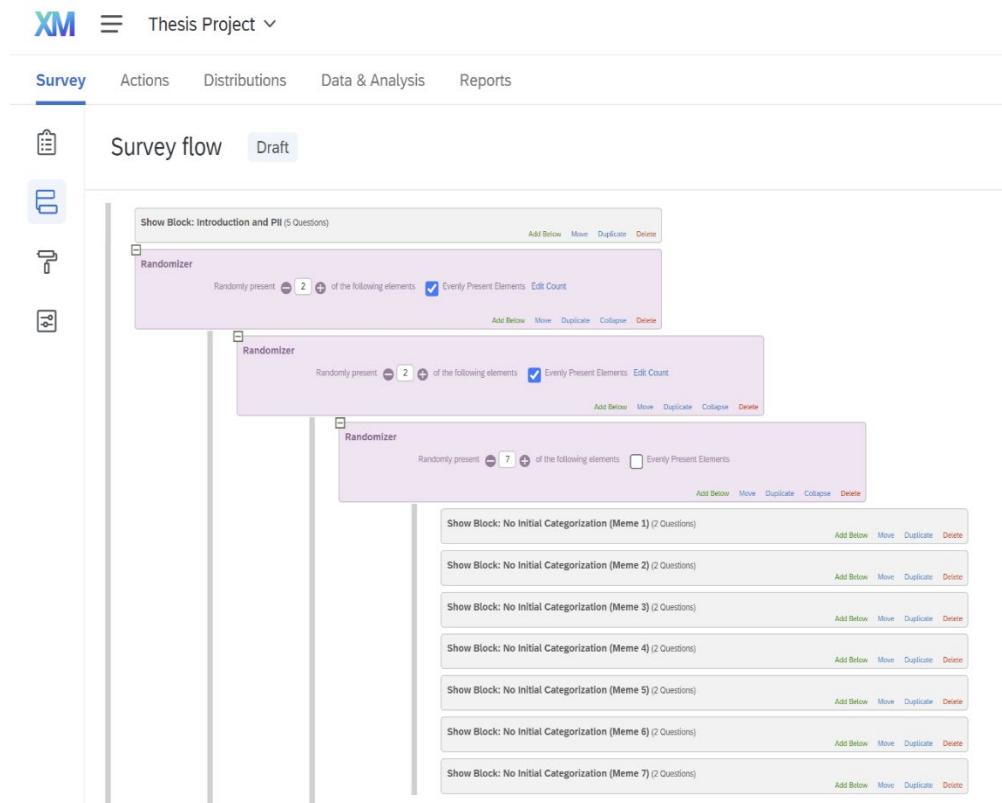 XM Thesis Project
Survey Actions Distributions Data & Analysis Reports
Survey flow Draft
Show Block: Introduction and PII (5 Questions)
Add Below Move Duplicate Delete
Randomizer
Randomly present 2 of the following elements Evenly Present Elements Edit Count
Add Below Move Duplicate Collapse Delete
Randomizer
Randomly present 2 of the following elements Evenly Present Elements Edit Count
Add Below Move Duplicate Collapse Delete
Randomizer
Randomly present 7 of the following elements Evenly Present Elements
Add Below Move Duplicate Collapse Delete
Show Block: No Initial Categorization (Meme 1) (2 Questions)
Add Below Move Duplicate Delete
Show Block: No Initial Categorization (Meme 2) (2 Questions)
Add Below Move Duplicate Delete
Show Block: No Initial Categorization (Meme 3) (2 Questions)
Add Below Move Duplicate Delete
Show Block: No Initial Categorization (Meme 4) (2 Questions)
Add Below Move Duplicate Delete
Show Block: No Initial Categorization (Meme 5) (2 Questions)
Add Below Move Duplicate Delete
Show Block: No Initial Categorization (Meme 6) (2 Questions)
Add Below Move Duplicate Delete
Show Block: No Initial Categorization (Meme 7) (2 Questions)
Add Below Move Duplicate Delete